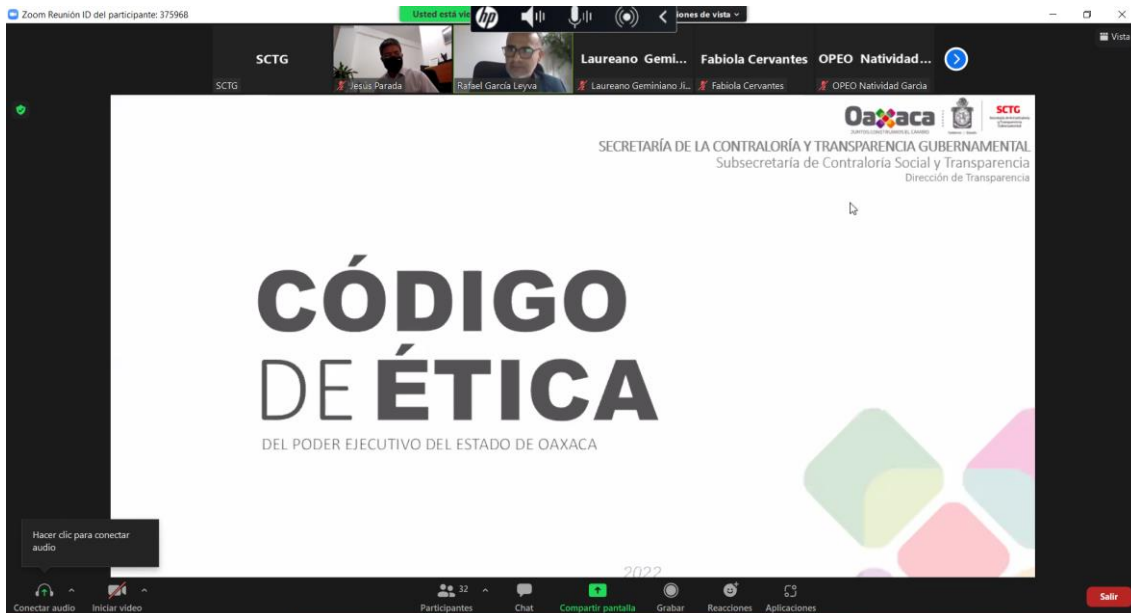 Zoom Reunión ID del participante: 375968
Usted está vie
hp
iones de vista
Vista
SCTG
Laureano Gemi...
Fabiola Cervantes
OPEO Natividad...
SCTG
Jesús Parada
Rafael García Leyva
Laureano Geminiano Ji...
Fabiola Cervantes
OPEO Natividad Garcia
Oaxaca
SCTG
SECRETARÍA DE LA CONTRALORÍA Y TRANSPARENCIA GUBERNAMENTAL
Subsecretaría de Contraloría Social y Transparencia
Dirección de Transparencia
CÓDIGO
DE ÉTICA
DEL PODER EJECUTIVO DEL ESTADO DE OAXACA
2022
Hacer clic para conectar
audio
Conectar audio
Iniciar video
32
Participantes
Chat
Compartir pantalla
Grabar
Reacciones
Aplicaciones
Salir